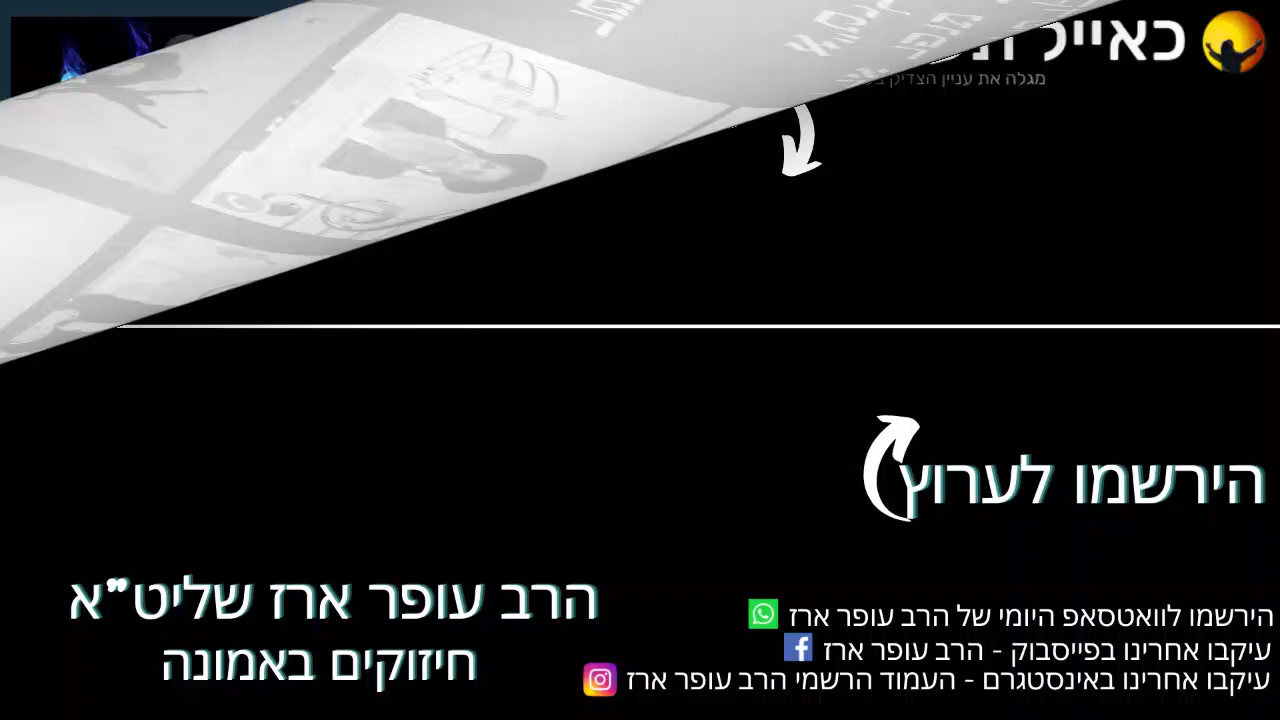 כאייל
מגלה את עניין הצדיק
הירשמו לערוץ
הרב עופר ארז שליט"א
חיזוקים באמונה
הירשמו לוואטסאפ היומי של הרב עופר ארז
עיקבו אחרינו בפייסבוק - הרב עופר ארז
עיקבו אחרינו באינסטגרם - העמוד הרשמי הרב עופר ארז